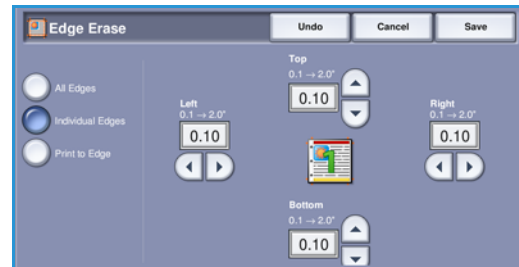 Edge Erase
Undo
Cancel
Save
All Edges
Individual Edges
Print to Edge
Left
0.1 → 2.0"
0.10
Top
0.1 → 2.0"
0.10
Right
0.1 → 2.0"
0.10
1
Bottom
0.1 → 2.0"
0.10